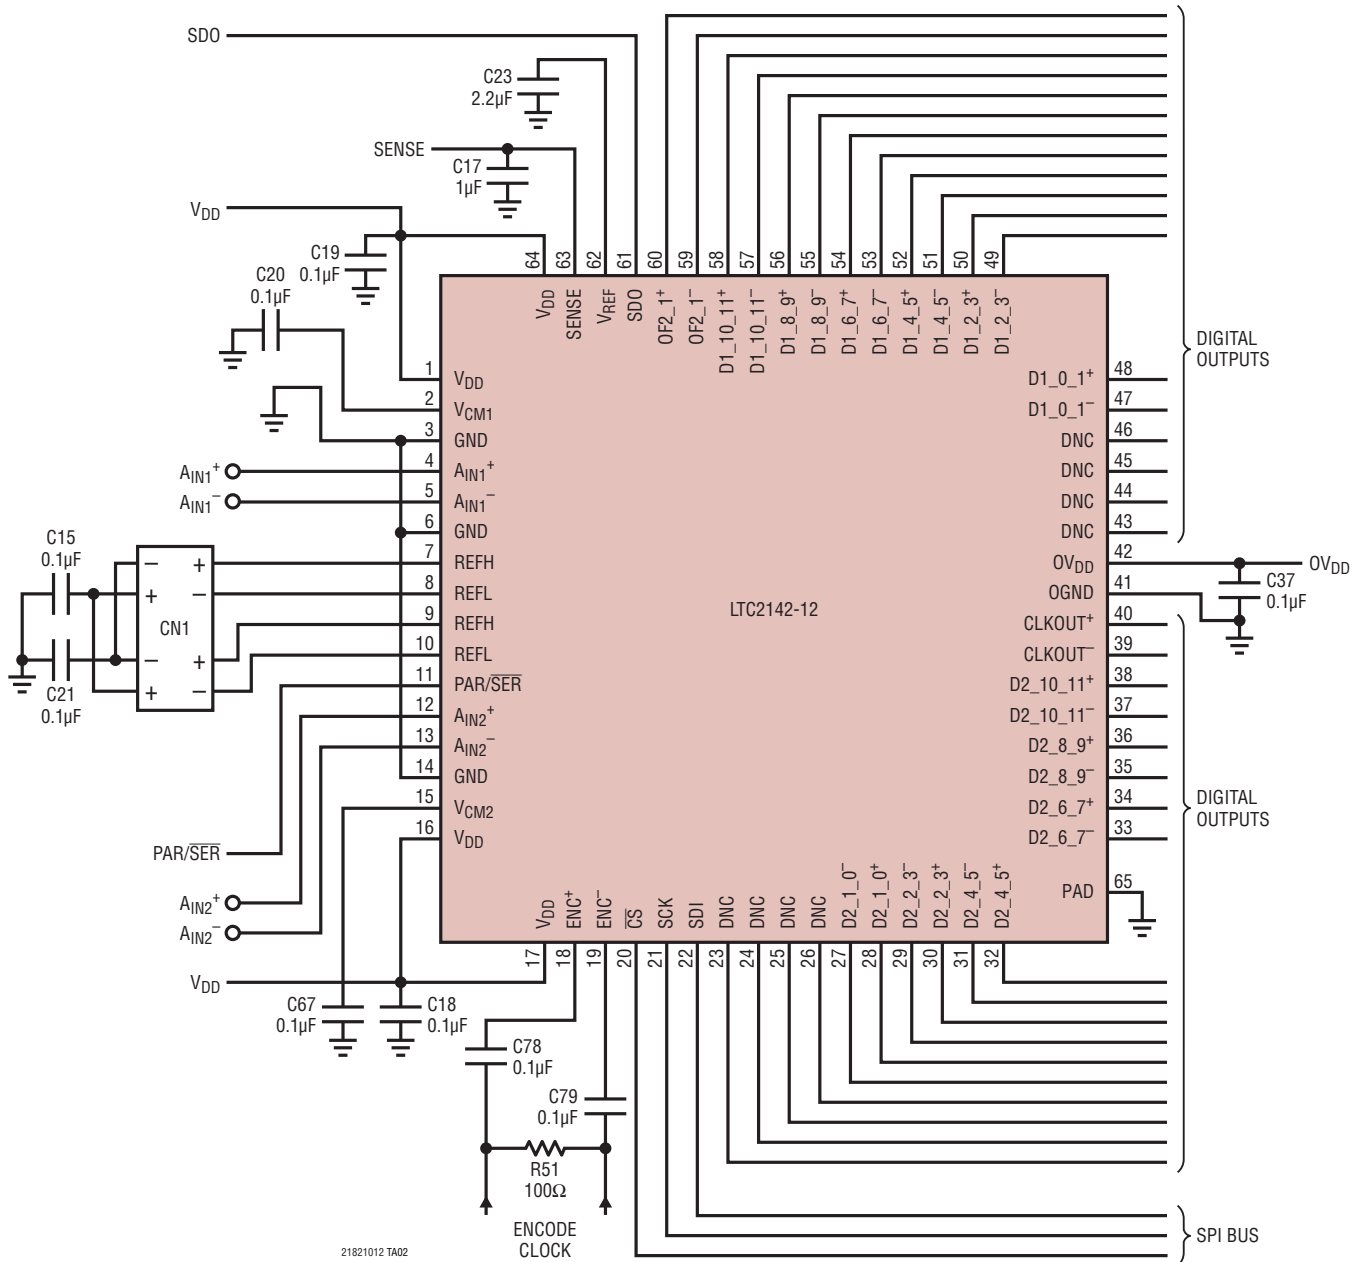 SDO
C23
2.2µF
SENSE
C17
1µF
VDD
C19
0.1µF
C20
0.1µF
64
63
62
61
60
59
58
57
56
55
54
53
52
51
50
49
VDD
SENSE
VREF
SDO
OF2_1+
OF2_1–
D1_10_11+
D1_10_11–
D1_8_9+
D1_8_9–
D1_6_7+
D1_6_7–
D1_4_5+
D1_4_5–
D1_2_3+
D1_2_3–
DIGITAL
OUTPUTS
1 VDD
2 VCM1
3 GND
4 AIN1+
5 AIN1–
6 GND
7 REFH
8 REFL
9 REFH
10 REFL
11 PAR/SER
12 AIN2+
13 AIN2–
14 GND
15 VCM2
16 VDD
AIN1+
AIN1–
C15
0.1µF
– +
+ –
CN1
– +
+ –
C21
0.1µF
PAR/SER
AIN2+
AIN2–
VDD
LTC2142-12
D1_0_1+ 48
D1_0_1– 47
DNC 46
DNC 45
DNC 44
DNC 43
OVDD 42
OGND 41
CLKOUT+ 40
CLKOUT– 39
D2_10_11+ 38
D2_10_11– 37
D2_8_9+ 36
D2_8_9– 35
D2_6_7+ 34
D2_6_7– 33
PAD 65
OVDD
C37
0.1µF
DIGITAL
OUTPUTS
VDD
ENC+
ENC–
CS
SCK
SDI
DNC
DNC
DNC
DNC
D2_1_0–
D2_1_0+
D2_2_3–
D2_2_3+
D2_4_5–
D2_4_5+
17
18
19
20
21
22
23
24
25
26
27
28
29
30
31
32
C67
0.1µF
C18
0.1µF
C78
0.1µF
C79
0.1µF
R51
100Ω
ENCODE
CLOCK
SPI BUS
21821012 TA02